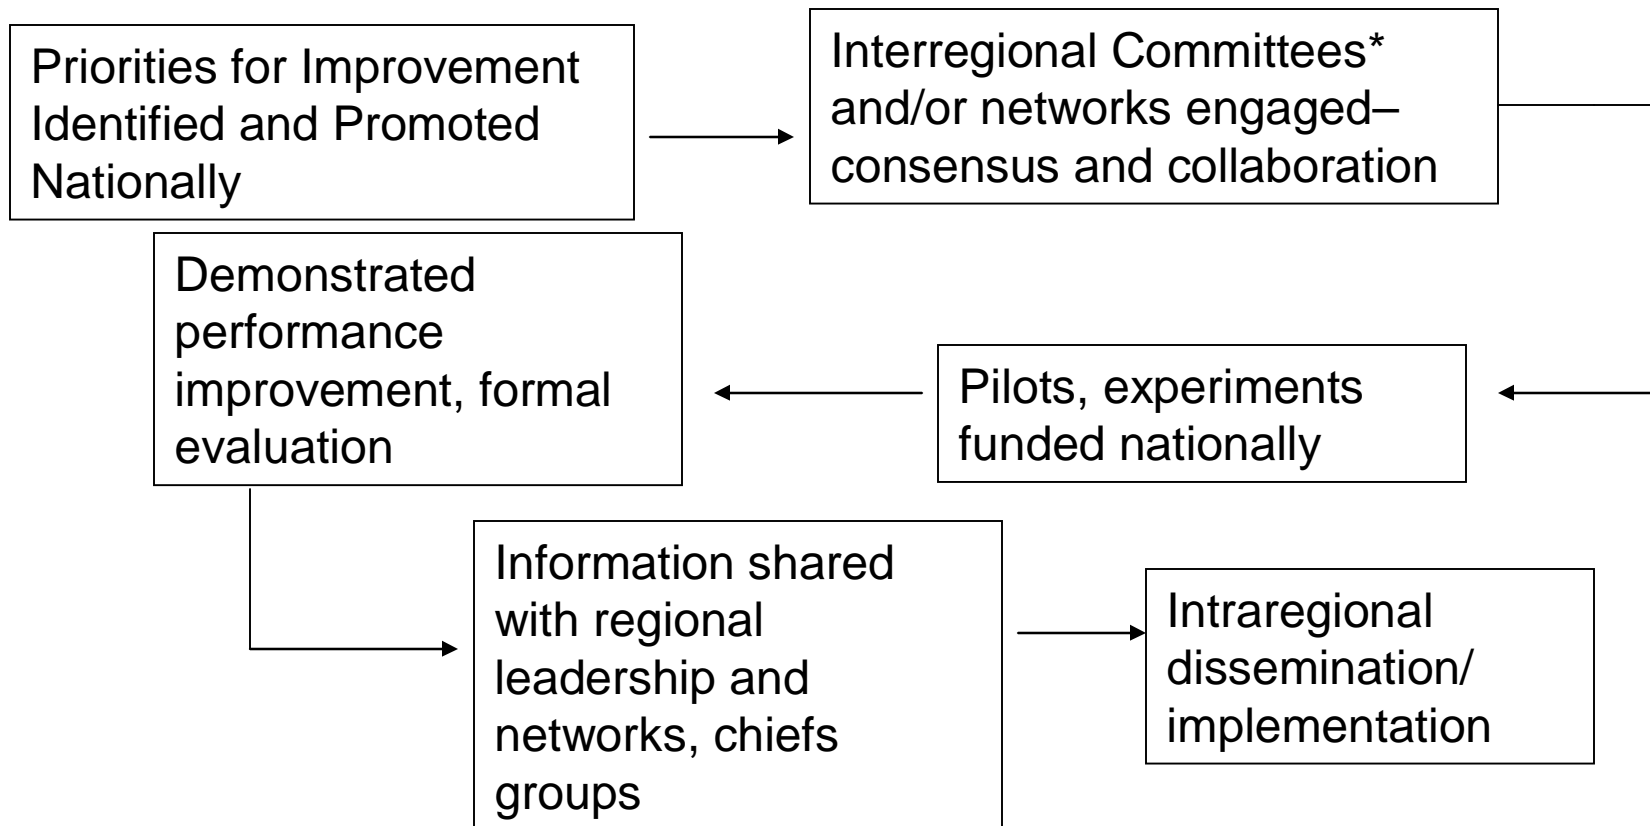 Priorities for Improvement
Identified and Promoted
Nationally
Interregional Committees*
and/or networks engaged–
consensus and collaboration
Pilots, experiments
funded nationally
Demonstrated
performance
improvement, formal
evaluation
Information shared
with regional
leadership and
networks, chiefs
groups
Intraregional
dissemination/
implementation